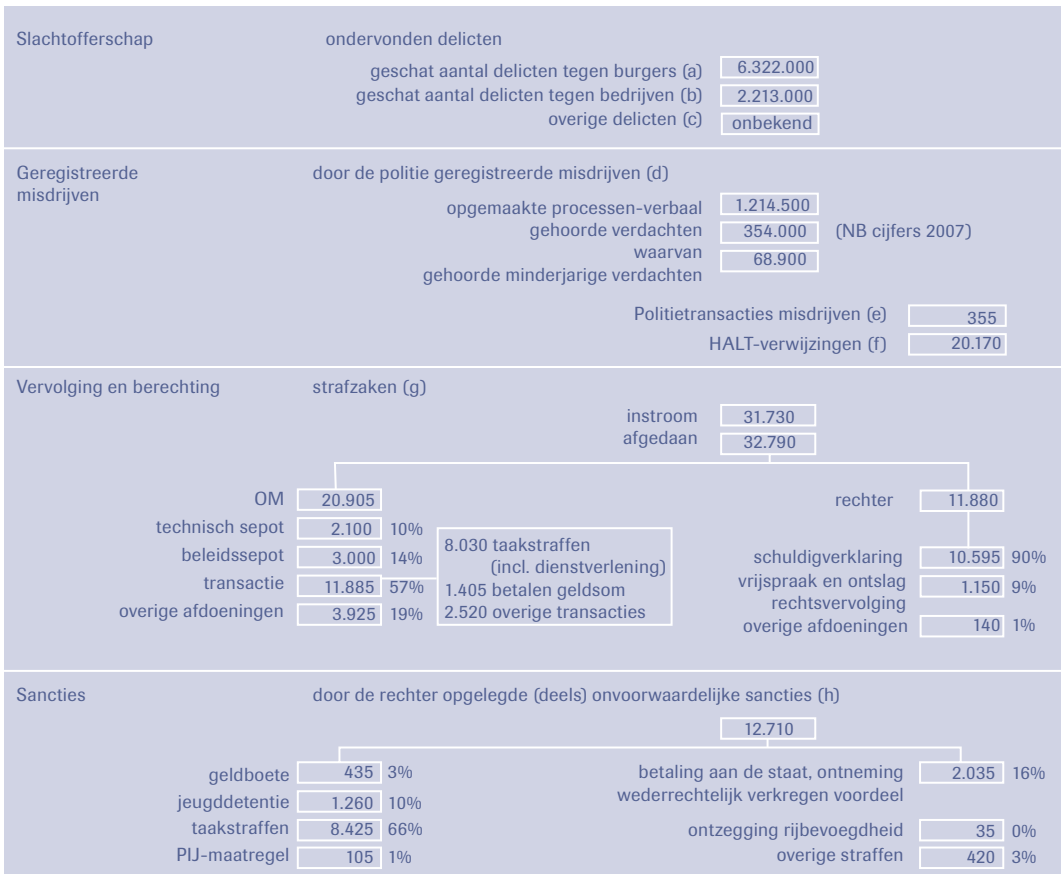 Slachtofferschap ondervonden delicten
geschat aantal delicten tegen burgers (a) 6.322.000
geschat aantal delicten tegen bedrijven (b) 2.213.000
overige delicten (c) onbekend
Geregistreerde door de politie geregistreerde misdrijven (d)
misdrijven
opgemaakte processen-verbaal 1.214.500
gehoorde verdachten 354.000 (NB cijfers 2007)
waarvan 68.900
gehoorde minderjarige verdachten
Politietransacties misdrijven (e) 355
HALT-verwijzingen (f) 20.170
Vervolging en berechting strafzaken (g)
instroom 31.730
afgedaan 32.790
OM 20.905 rechter 11.880
technisch sepot 2.100 10%
beleidssepot 3.000 14%
transactie 11.885 57%
overige afdoeningen 3.925 19%
8.030 taakstraffen
(incl. dienstverlening)
1.405 betalen geldsom
2.520 overige transacties
schuldigverklaring 10.595 90%
vrijspraak en ontslag 1.150 9%
rechtsvervolging
overige afdoeningen 140 1%
Sancties door de rechter opgelegde (deels) onvoorwaardelijke sancties (h)
12.710
geldboete 435 3%
jeugddetentie 1.260 10%
taakstraffen 8.425 66%
PIJ-maatregel 105 1%
betaling aan de staat, ontneming 2.035 16%
wederrechtelijk verkregen voordeel
ontzegging rijbevoegdheid 35 0%
overige straffen 420 3%